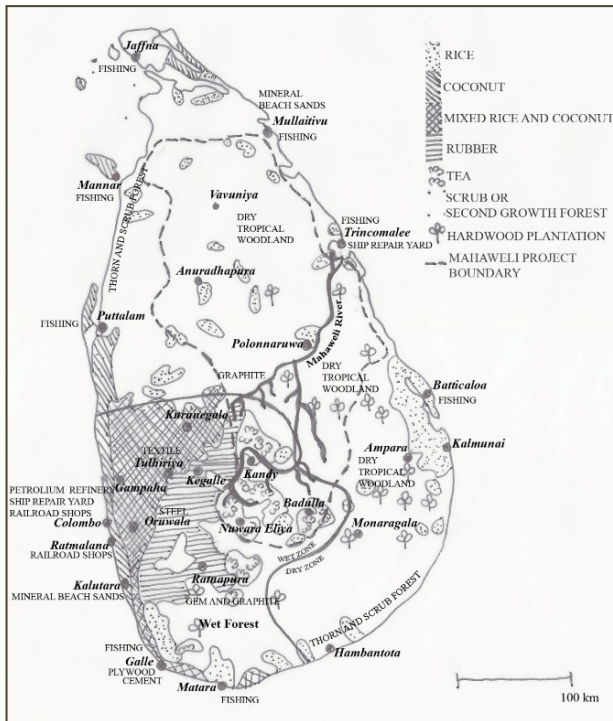 Jaffna
FISHING
RICE
COCONUT
MIXED RICE AND COCONUT
RUBBER
TEA
SCRUB OR
SECOND GROWTH FOREST
HARDWOOD PLANTATION
MAHAWELI PROJECT
BOUNDARY
MINERAL
BEACH SANDS
Mullaitivu
FISHING
Mannar
FISHING
THORN AND SCRUB FOREST
Vavuniya
DRY
TROPICAL
WOODLAND
FISHING
Trincomalee
SHIP REPAIR YARD
Anuradhapura
FISHING
Puttalam
Polonnaruwa
Mahaweli River
GRAPHITE
DRY
TROPICAL
WOODLAND
Batticaloa
FISHING
Kurunegala
TEXTILE
Tulhiriya
Kegalle
Kandy
Ampara
DRY
TROPICAL
WOODLAND
Kalmunai
PETROLIUM REFINERY
SHIP REPAIR YARD
RAILROAD SHOPS
Gampaha
STEEL
Oruwala
Colombo
Ratmalana
RAILROAD SHOPS
Nuwara Eliya
Badulla
Monaragala
WET ZONE
DRY ZONE
Kalutara
MINERAL BEACH SANDS
Ratnapura
GEM AND GRAPHITE
Wet Forest
THORN AND SCRUB FOREST
FISHING
Galle
PLYWOOD
CEMENT
Matara
FISHING
Hambantota
100 km